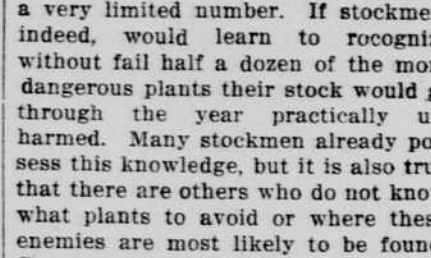 a very limited number. If stockme
indeed, would learn to rocogniz
without fail half a dozen of the mo
dangerous plants their stock would g
through the year practically u
harmed. Many stockmen already po
sess this knowledge, but it is also tru
that there are others who do not kno
what plants to avoid or where thes
enemies are most likely to be foun